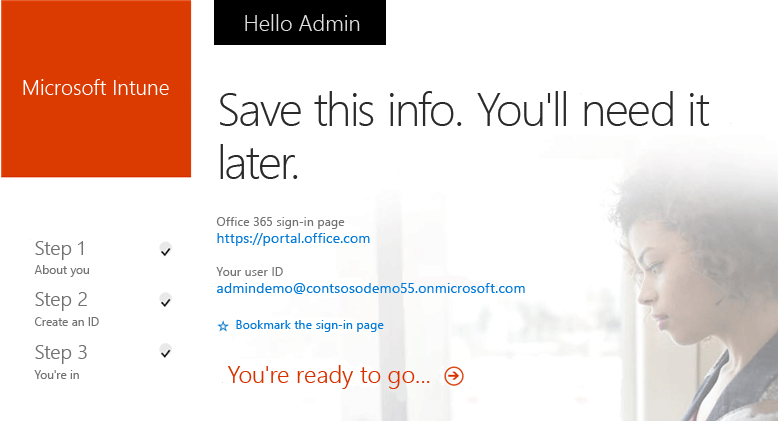 Hello Admin
Microsoft Intune
Save this info. You'll need it
later.
Office 365 sign-in page
https://portal.office.com
Your user ID
admindemo@contsosodemo55.onmicrosoft.com
Bookmark the sign-in page
You're ready to go...
Step 1
About you
Step 2
Create an ID
Step 3
You're in